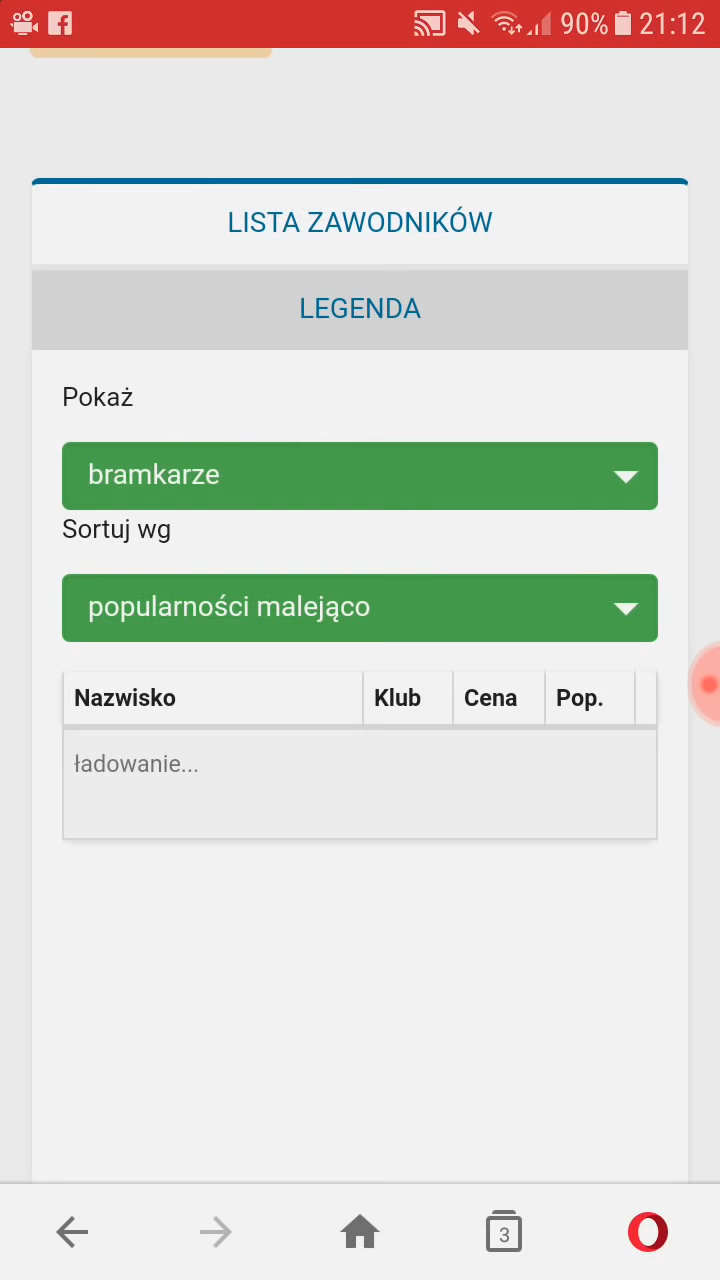 90% 21:12
LISTA ZAWODNIKÓW
LEGENDA
Pokaż
bramkarze
Sortuj wg
popularności malejąco
Nazwisko Klub Cena Pop.
ładowanie...
3